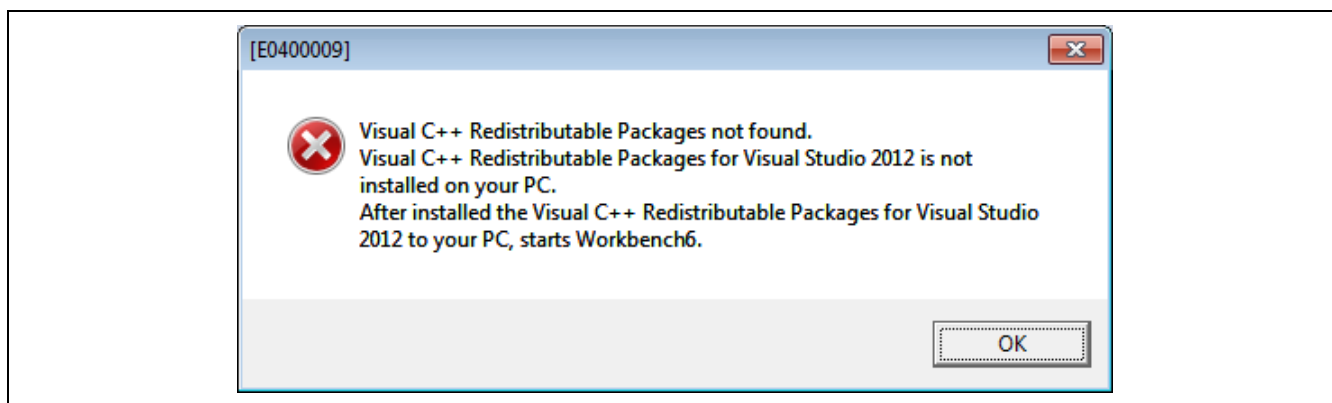 [E0400009]
Visual C++ Redistributable Packages not found.
Visual C++ Redistributable Packages for Visual Studio 2012 is not
installed on your PC.
After installed the Visual C++ Redistributable Packages for Visual Studio
2012 to your PC, starts Workbench6.
OK